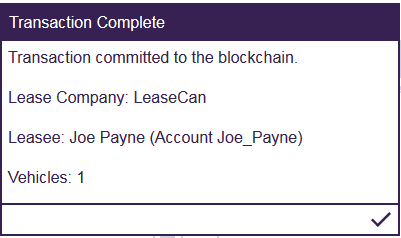 Transaction Complete
Transaction committed to the blockchain.
Lease Company: LeaseCan
Leasee: Joe Payne (Account Joe_Payne)
Vehicles: 1